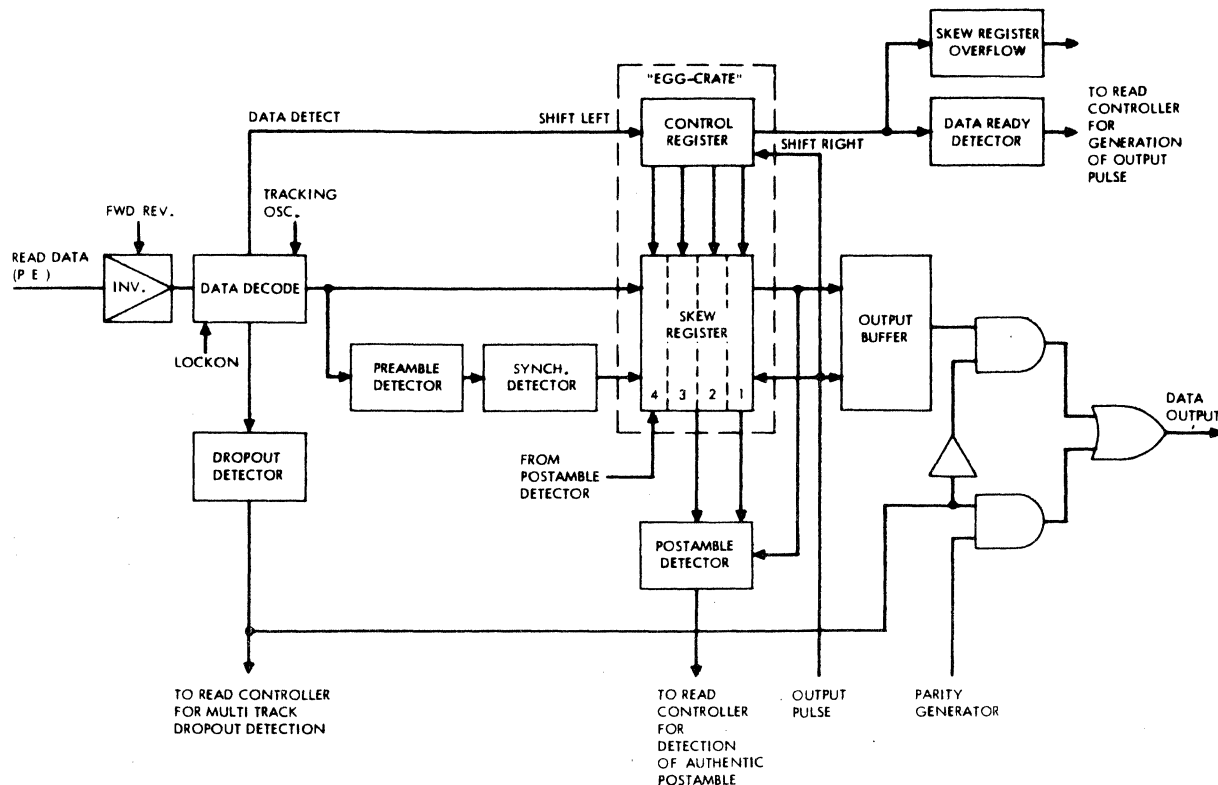 SKEW REGISTER
OVERFLOW
"EGG-CRATE"
TO READ
CONTROLLER
FOR
GENERATION
OF OUTPUT
PULSE
DATA DETECT
SHIFT LEFT
CONTROL
REGISTER
DATA READY
DETECTOR
SHIFT RIGHT
TRACKING
OSC.
FWD REV.
READ DATA
(P E)
INV.
DATA DECODE
SKEW
REGISTER
OUTPUT
BUFFER
LOCKON
PREAMBLE
DETECTOR
SYNCH.
DETECTOR
4 3 2 1
DATA
OUTPUT
DROPOUT
DETECTOR
FROM
POSTAMBLE
DETECTOR
POSTAMBLE
DETECTOR
TO READ CONTROLLER
FOR MULTI TRACK
DROPOUT DETECTION
TO READ
CONTROLLER
FOR
DETECTION
OF AUTHENTIC
POSTAMBLE
OUTPUT
PULSE
PARITY
GENERATOR